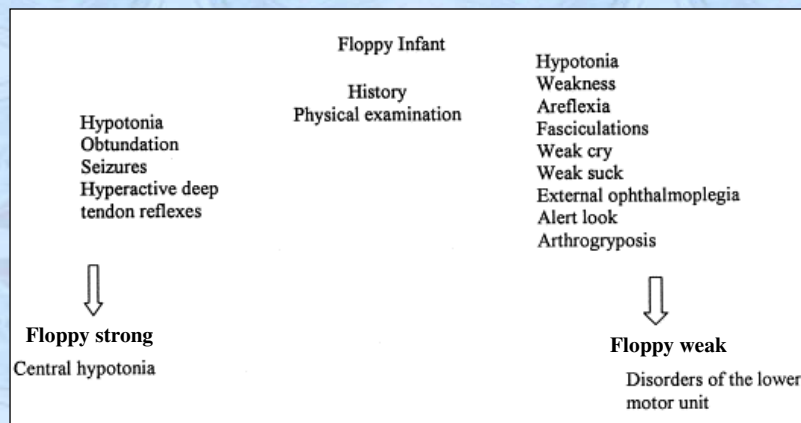 Floppy Infant
History
Physical examination
Hypotonia
Obtundation
Seizures
Hyperactive deep
tendon reflexes
Floppy strong
Central hypotonia
Hypotonia
Weakness
Areflexia
Fasciculations
Weak cry
Weak suck
External ophthalmoplegia
Alert look
Arthrogryposis
Floppy weak
Disorders of the lower
motor unit